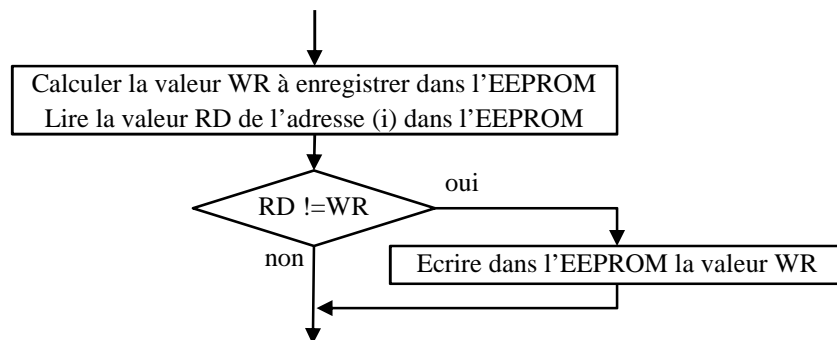 Calculer la valeur WR à enregistrer dans l’EEPROM
Lire la valeur RD de l’adresse (i) dans l’EEPROM
oui
RD !=WR
non
Ecrire dans l’EEPROM la valeur WR